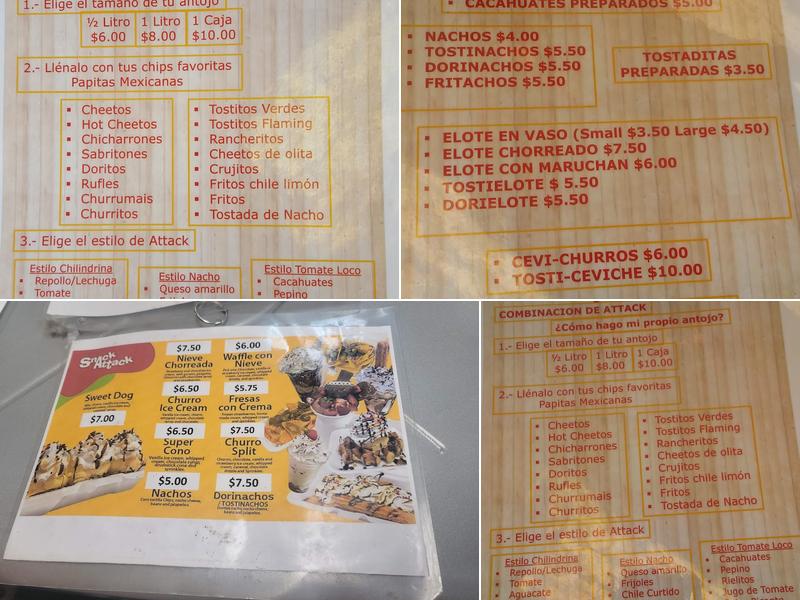 1.- Elige el tamaño de tu antojo
½ Litro
$6.00
1 Litro
$8.00
1 Caja
$10.00
2.- Llénalo con tus chips favoritas
Papitas Mexicanas
Cheetos
Hot Cheetos
Chicharrones
Sabritones
Doritos
Rufles
Churrumais
Churritos
Tostitos Verdes
Tostitos Flaming
Rancheritos
Cheetos de olita
Crujitos
Fritos chile limón
Fritos
Tostada de Nacho
3.- Elige el estilo de Attack
Estilo Chilindrina
Repollo/Lechuga
Tomate
Estilo Nacho
Queso amarillo
Estilo Tomate Loco
Cacahuates
Pepino
CACAHUATES PREPARADOS $5.00
NACHOS $4.00
TOSTINACHOS $5.50
DORINACHOS $5.50
FRITACHOS $5.50
TOSTADITAS
PREPARADAS $3.50
ELOTE EN VASO (Small $3.50 Large $4.50)
ELOTE CHORREADO $7.50
ELOTE CON MARUCHAN $6.00
TOSTIELOTE $ 5.50
DORIELOTE $5.50
CEVI-CHURROS $6.00
TOSTI-CEVICHE $10.00
Snack
Attack
Sweet Dog
$7.00
$7.50
Nieve
Chorreada
$6.50
Churro
Ice Cream
$6.50
Super
Cono
$5.00
Nachos
$6.00
Waffle con
Nieve
$5.75
Fresas
con Crema
$7.50
Churro
Split
$7.50
Dorinachos
/TOSTINACHOS
COMBINACION DE ATTACK
¿Cómo hago mi propio antojo?
1.- Elige el tamaño de tu antojo
½ Litro
$6.00
1 Litro
$8.00
1 Caja
$10.00
2.- Llénalo con tus chips favoritas
Papitas Mexicanas
Cheetos
Hot Cheetos
Chicharrones
Sabritones
Doritos
Rufles
Churrumais
Churritos
Tostitos Verdes
Tostitos Flaming
Rancheritos
Cheetos de olita
Crujitos
Fritos chile limón
Fritos
Tostada de Nacho
3.- Elige el estilo de Attack
Estilo Chilindrina
Repollo/Lechuga
Tomate
Aguacate
Estilo Nacho
Queso amarillo
Frijoles
Chile Curtido
Estilo Tomate Loco
Cacahuates
Pepino
Rielitos
Jugo de Tomate